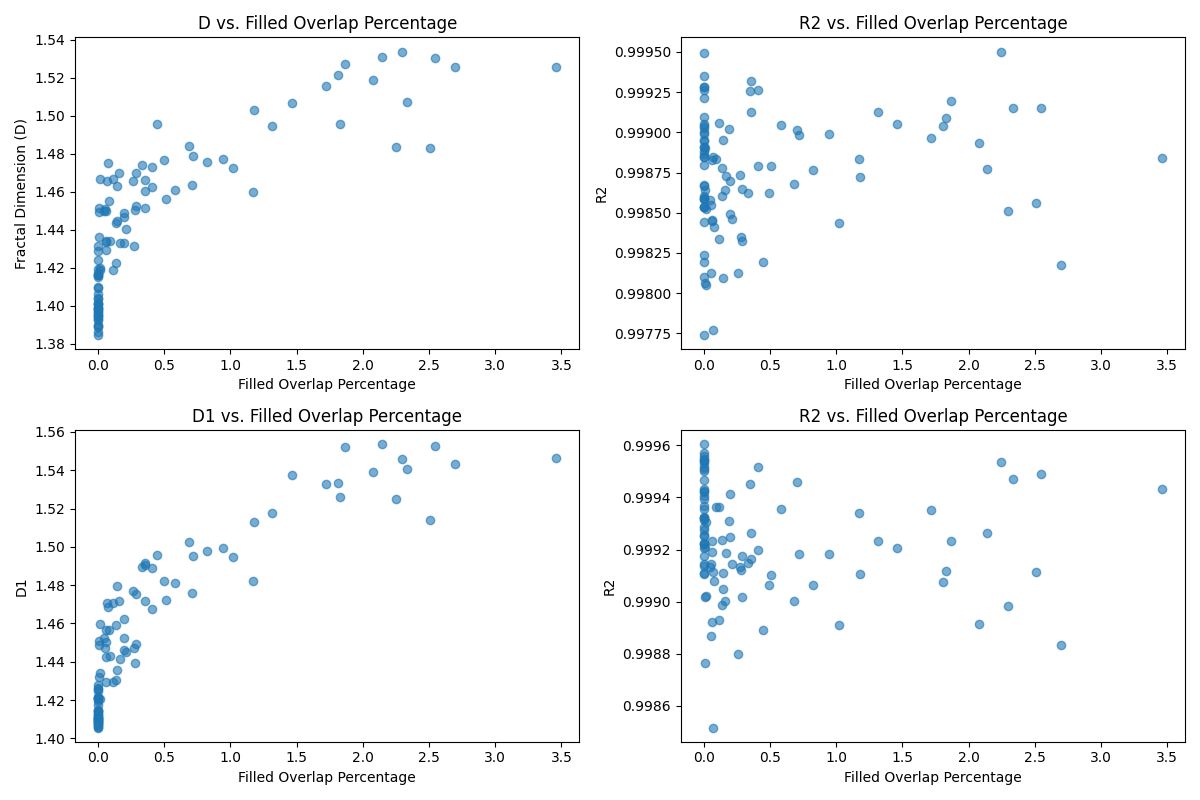 D vs. Filled Overlap Percentage
Fractal Dimension (D)
1.54
1.52
1.50
1.48
1.46
1.44
1.42
1.40
1.38
0.0 0.5 1.0 1.5 2.0 2.5 3.0 3.5
Filled Overlap Percentage
R2 vs. Filled Overlap Percentage
R2
0.99950
0.99925
0.99900
0.99875
0.99850
0.99825
0.99800
0.99775
0.0 0.5 1.0 1.5 2.0 2.5 3.0 3.5
Filled Overlap Percentage
D1 vs. Filled Overlap Percentage
D1
1.56
1.54
1.52
1.50
1.48
1.46
1.44
1.42
1.40
0.0 0.5 1.0 1.5 2.0 2.5 3.0 3.5
Filled Overlap Percentage
R2 vs. Filled Overlap Percentage
R2
0.9996
0.9994
0.9992
0.9990
0.9988
0.9986
0.0 0.5 1.0 1.5 2.0 2.5 3.0 3.5
Filled Overlap Percentage